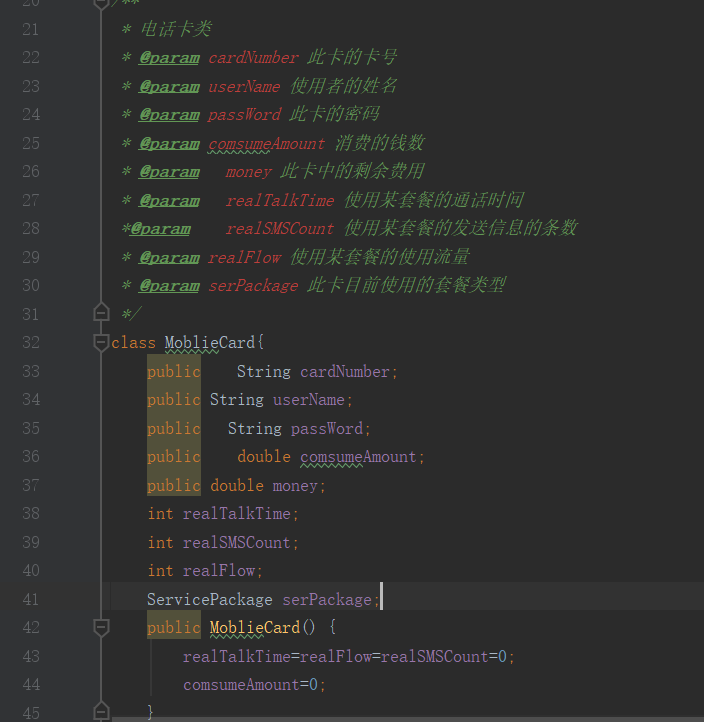 20 /**
21 * 电话卡类
22 * @param cardNumber 此卡的卡号
23 * @param userName 使用者的姓名
24 * @param passWord 此卡的密码
25 * @param comsumeAmount 消费的钱数
26 * @param   money 此卡中的剩余费用
27 * @param   realTalkTime 使用某套餐的通话时间
28 *@param    realSMSCount 使用某套餐的发送信息的条数
29 * @param realFlow 使用某套餐的使用流量
30 * @param serPackage 此卡目前使用的套餐类型
31 */
32 class MoblieCard{
33 public    String cardNumber;
34 public String userName;
35 public   String passWord;
36 public    double comsumeAmount;
37 public double money;
38 int realTalkTime;
39 int realSMSCount;
40 int realFlow;
41 ServicePackage serPackage;
42 public MoblieCard() {
43 realTalkTime=realFlow=realSMSCount=0;
44 comsumeAmount=0;
45 }